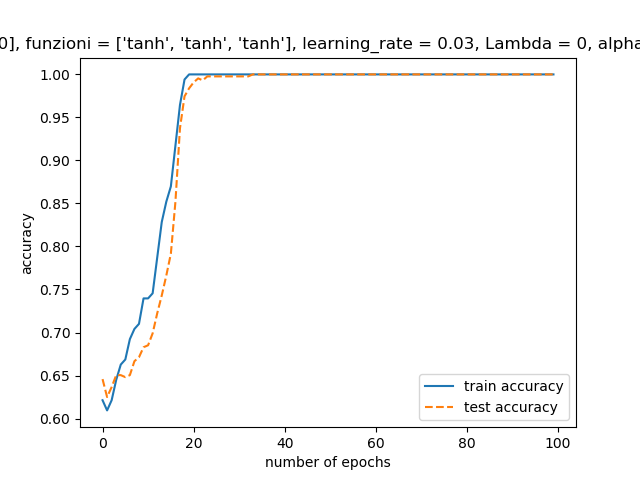 0], funzioni = ['tanh', 'tanh', 'tanh'], learning_rate = 0.03, Lambda = 0, alpha
1.00
0.95
0.90
0.85
0.80
0.75
0.70
0.65
0.60
accuracy
train accuracy
test accuracy
0 20 40 60 80 100
number of epochs